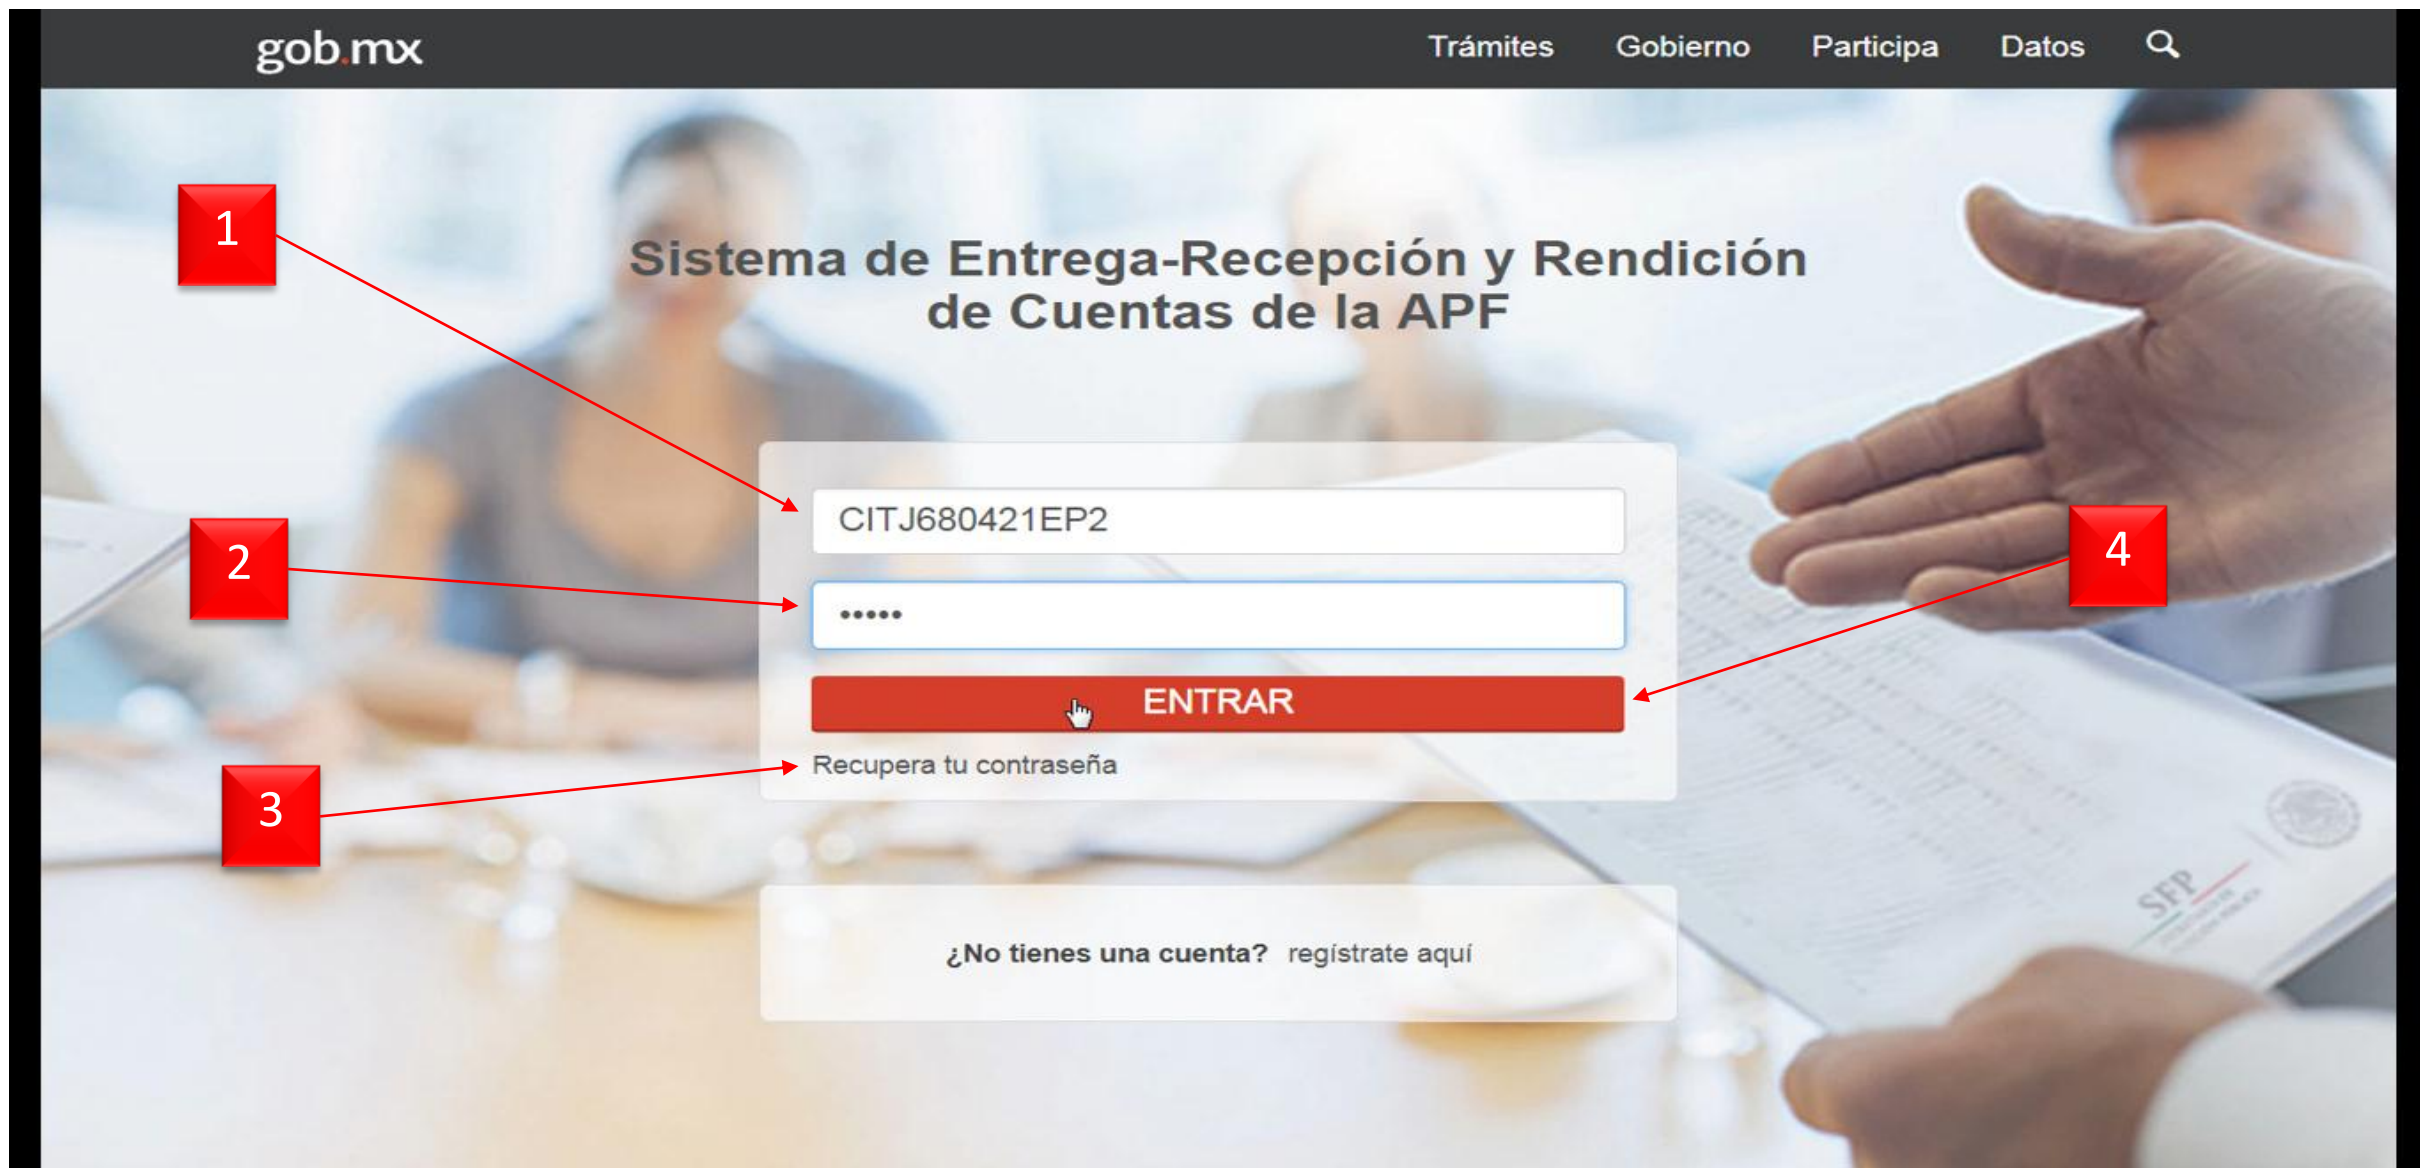 gob.mx
Trámites Gobierno Participa Datos
1
Sistema de Entrega-Recepción y Rendición
de Cuentas de la APF
CITJ680421EP2
2
•••••
4
ENTRAR
Recupera tu contraseña
3
SFP
¿No tienes una cuenta? regístrate aquí